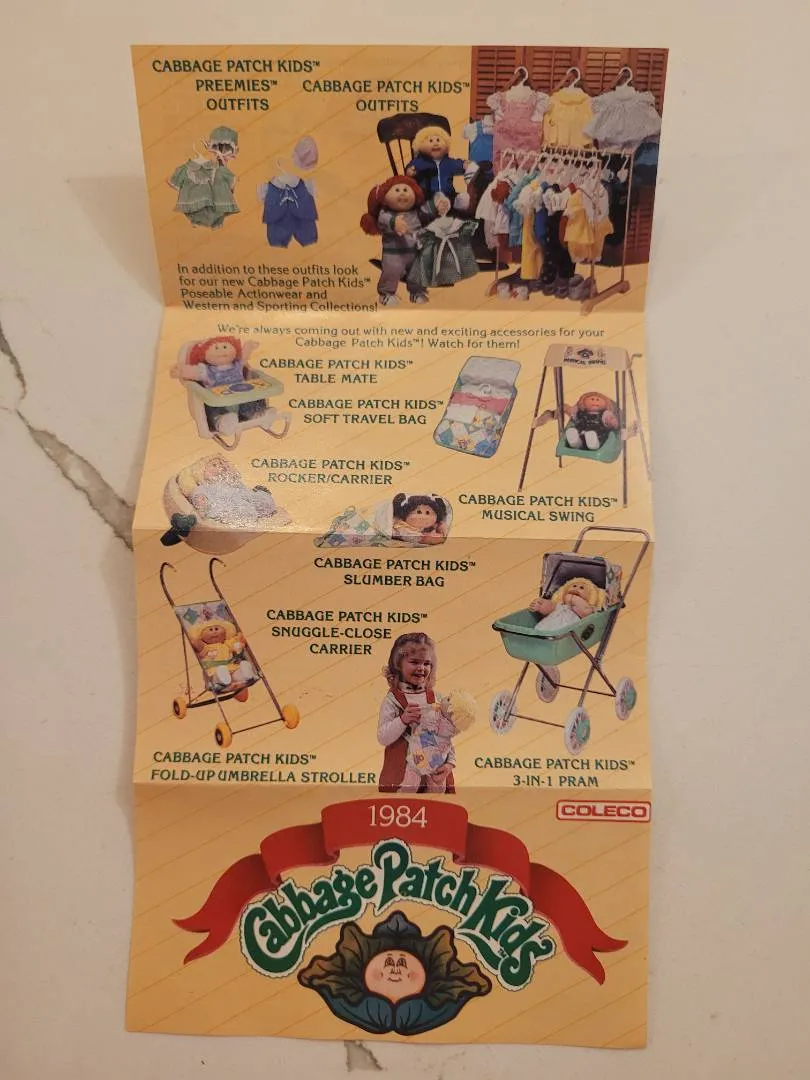 CABBAGE PATCH KIDS™
PREEMIES™
OUTFITS
CABBAGE PATCH KIDS™
OUTFITS
In addition to these outfits look
for our new Cabbage Patch Kids™
Poseable Actionwear and
Western and Sporting Collections!
We're always coming out with new and exciting accessories for your
Cabbage Patch Kids™! Watch for them!
CABBAGE PATCH KIDS™
TABLE MATE
CABBAGE PATCH KIDS™
SOFT TRAVEL BAG
MUSICAL SWING
CABBAGE PATCH KIDS™
ROCKER/CARRIER
CABBAGE PATCH KIDS™
MUSICAL SWING
CABBAGE PATCH KIDS™
SLUMBER BAG
CABBAGE PATCH KIDS™
SNUGGLE-CLOSE
CARRIER
CABBAGE PATCH KIDS™
FOLD-UP UMBRELLA STROLLER
CABBAGE PATCH KIDS™
3-IN-1 PRAM
COLECO
1984
Cabbage Patch Kids™